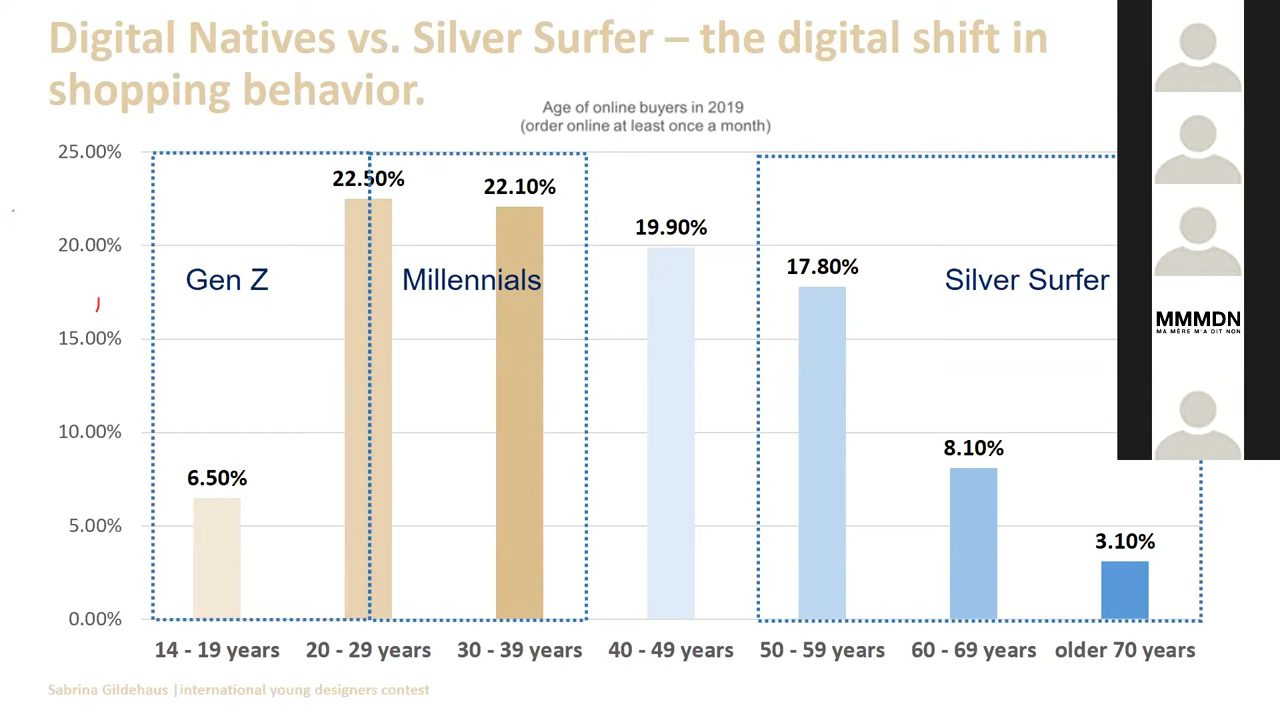 Digital Natives vs. Silver Surfer – the digital shift in
shopping behavior.
Age of online buyers in 2019
(order online at least once a month)
25.00%
20.00%
15.00%
10.00%
5.00%
0.00%
Gen Z
Millennials
Silver Surfer
6.50%
22.50%
22.10%
19.90%
17.80%
8.10%
3.10%
14 - 19 years
20 - 29 years
30 - 39 years
40 - 49 years
50 - 59 years
60 - 69 years
older 70 years
MMMDN
MA MÈRE M'A DIT NON
Sabrina Gildehaus |international young designers contest